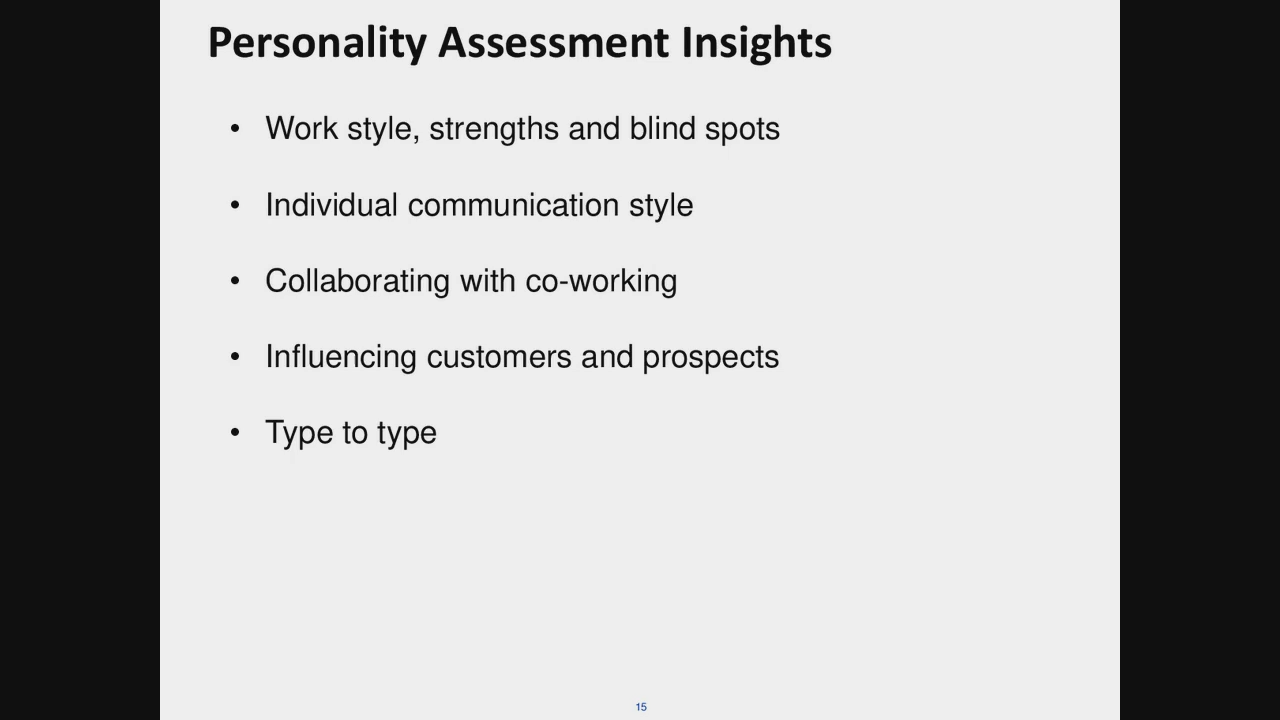 Personality Assessment Insights
• Work style, strengths and blind spots
• Individual communication style
• Collaborating with co-working
• Influencing customers and prospects
• Type to type
15